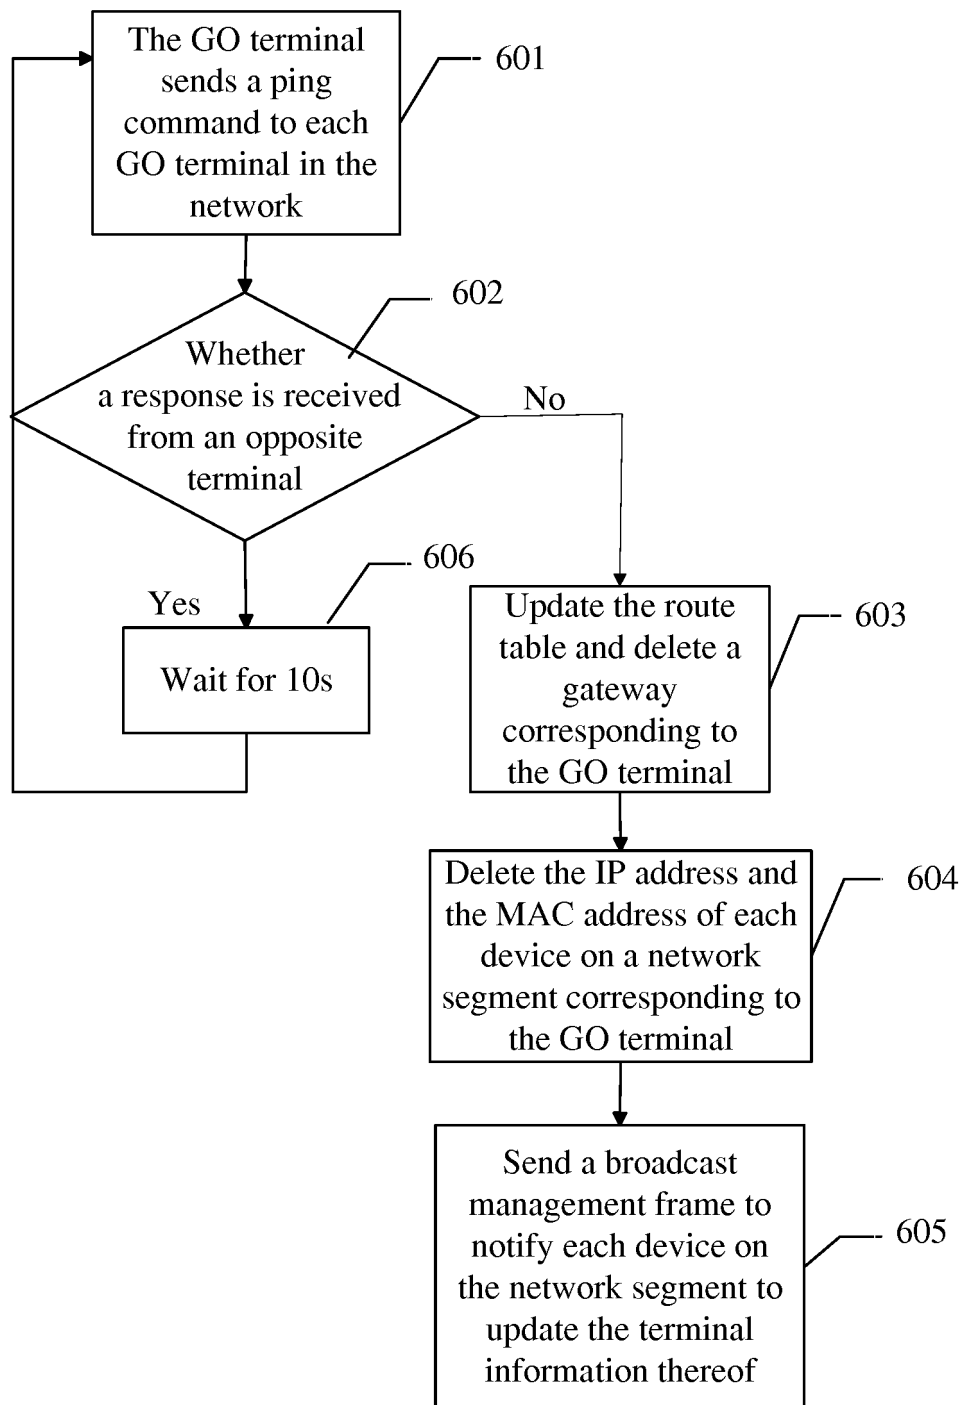 The GO terminal
sends a ping
command to each
GO terminal in the
network
601
602
Whether
a response is received
from an opposite
terminal
No
606
Yes
Wait for 10s
Update the route
table and delete a
gateway
corresponding to
the GO terminal
603
Delete the IP address and
the MAC address of each
device on a network
segment corresponding to
the GO terminal
604
Send a broadcast
management frame to
notify each device on
the network segment to
update the terminal
information thereof
605